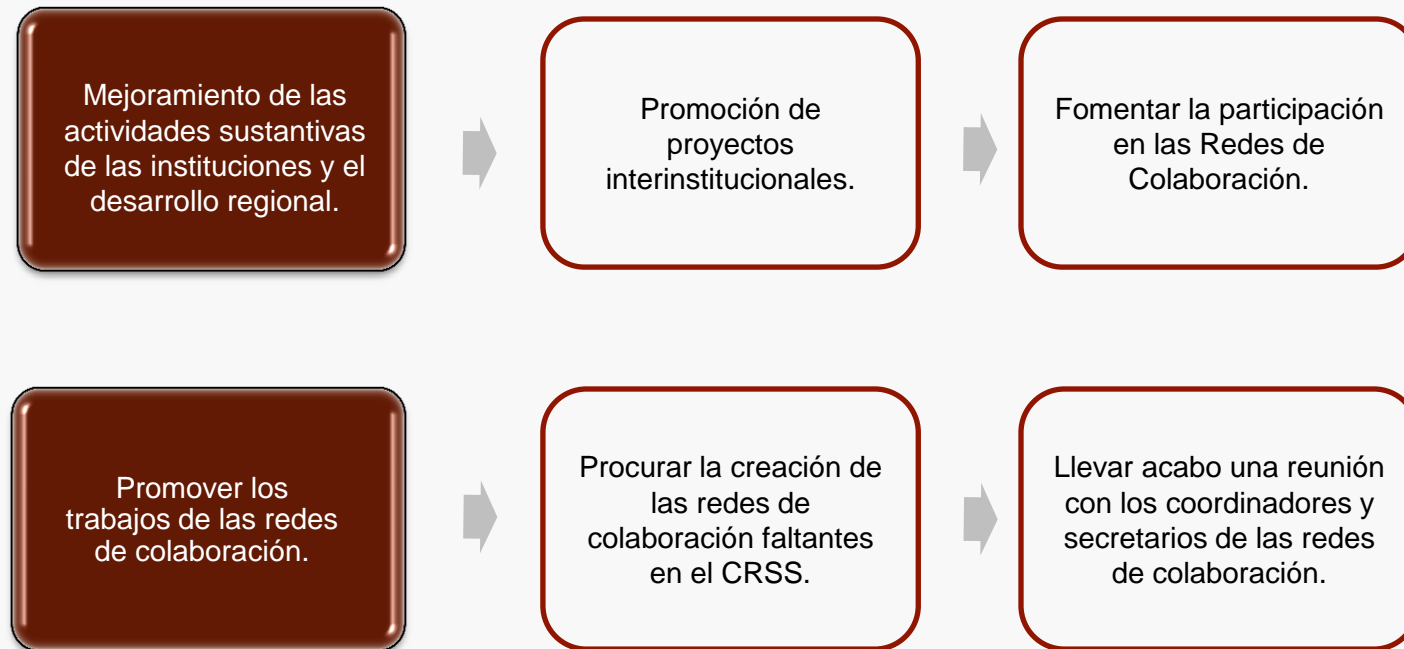 Mejoramiento de las
actividades sustantivas
de las instituciones y el
desarrollo regional.
Promoción de
proyectos
interinstitucionales.
Fomentar la participación
en las Redes de
Colaboración.
Promover los
trabajos de las redes
de colaboración.
Procurar la creación de
las redes de
colaboración faltantes
en el CRSS.
Llevar acabo una reunión
con los coordinadores y
secretarios de las redes
de colaboración.